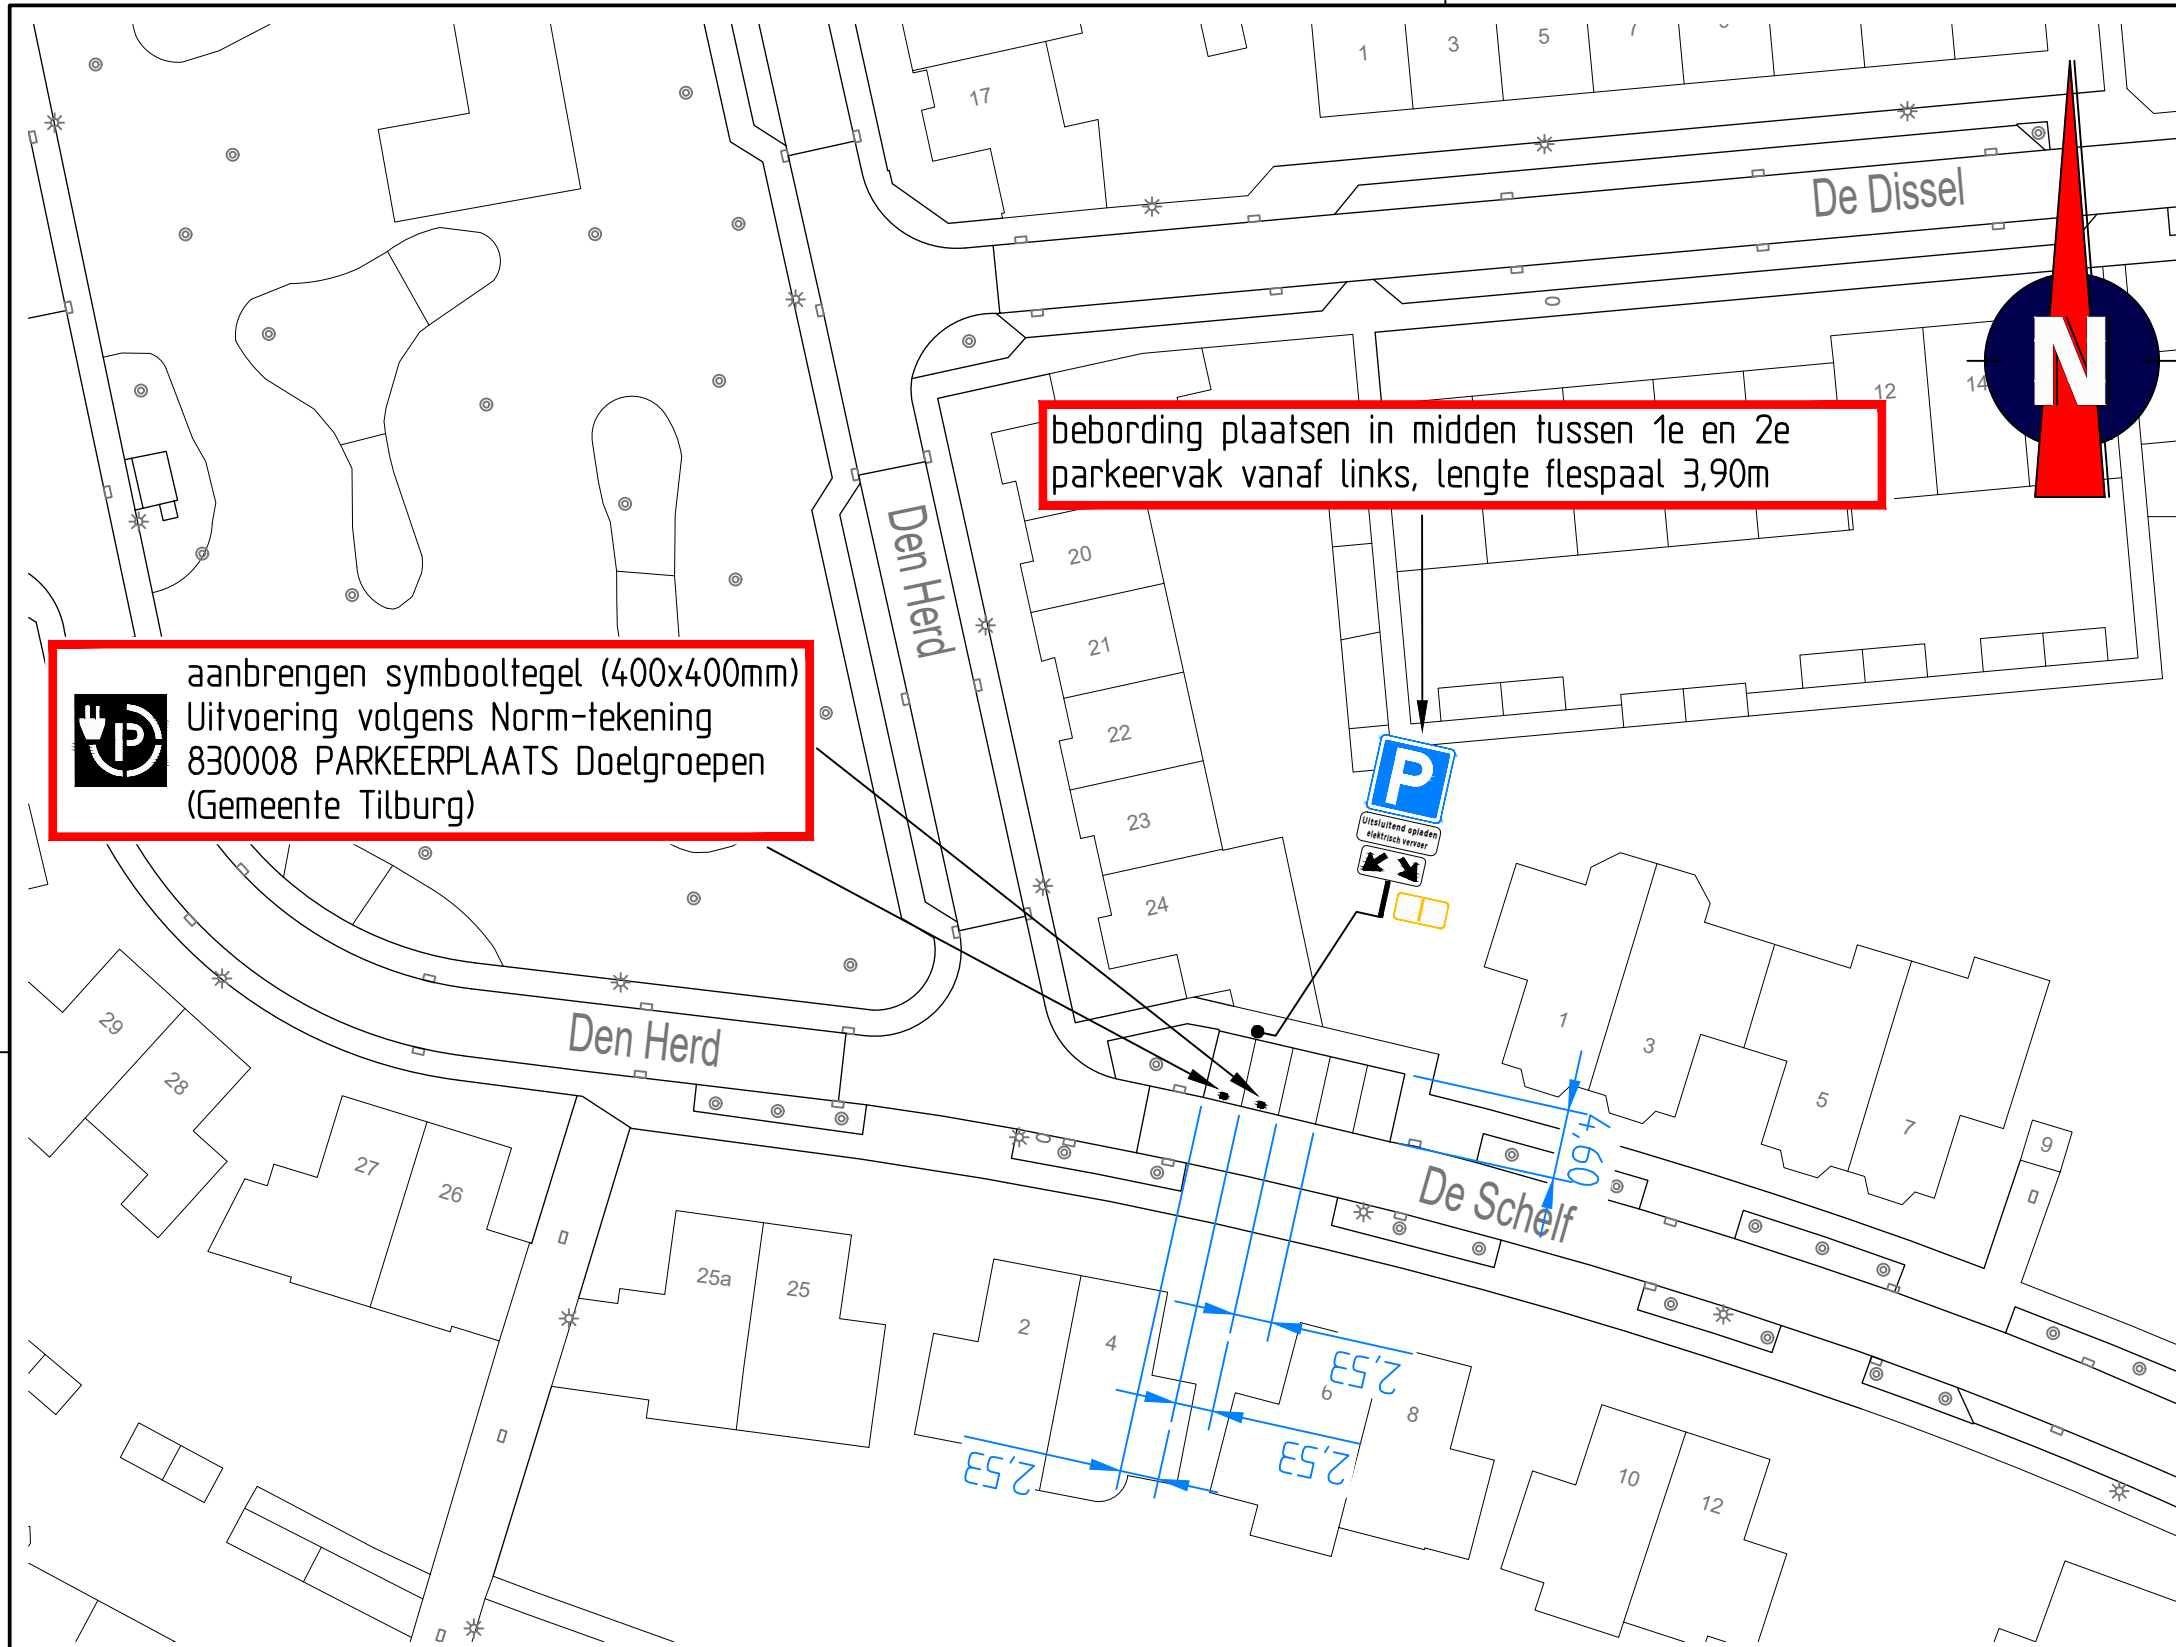 1
3
5
7
17
De Dissel
N
12
14
bebording plaatsen in midden tussen 1e en 2e
parkeervak vanaf links, lengte flespaal 3,90m
Den Herd
20
21
22
23
24
aanbrengen symbooltegel (400x400mm)
Uitvoering volgens Norm-tekening
830008 PARKEERPLAATS Doelgroepen
(Gemeente Tilburg)
P
P
Uitsluitend opladen
elektrisch vervoer
1
3
5
7
9
29
28
Den Herd
27
26
25a
25
4,60
De Schelf
2
4
6
8
10
12
2,53
2,53
2,53